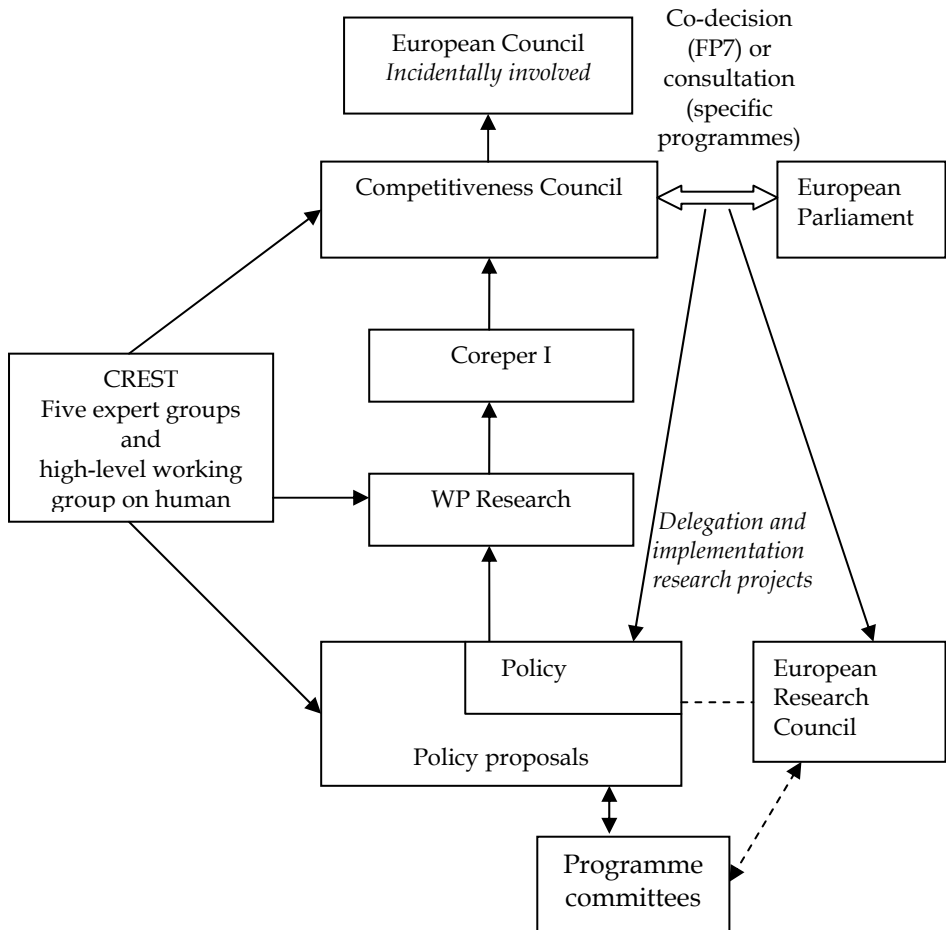 European Council
Incidentally involved
Co-decision
(FP7) or
consultation
(specific
programmes)
Competitiveness Council
European
Parliament
Coreper I
CREST
Five expert groups
and
high-level working
group on human
WP Research
Delegation and
implementation
research projects
Policy
Policy proposals
European
Research
Council
Programme
committees